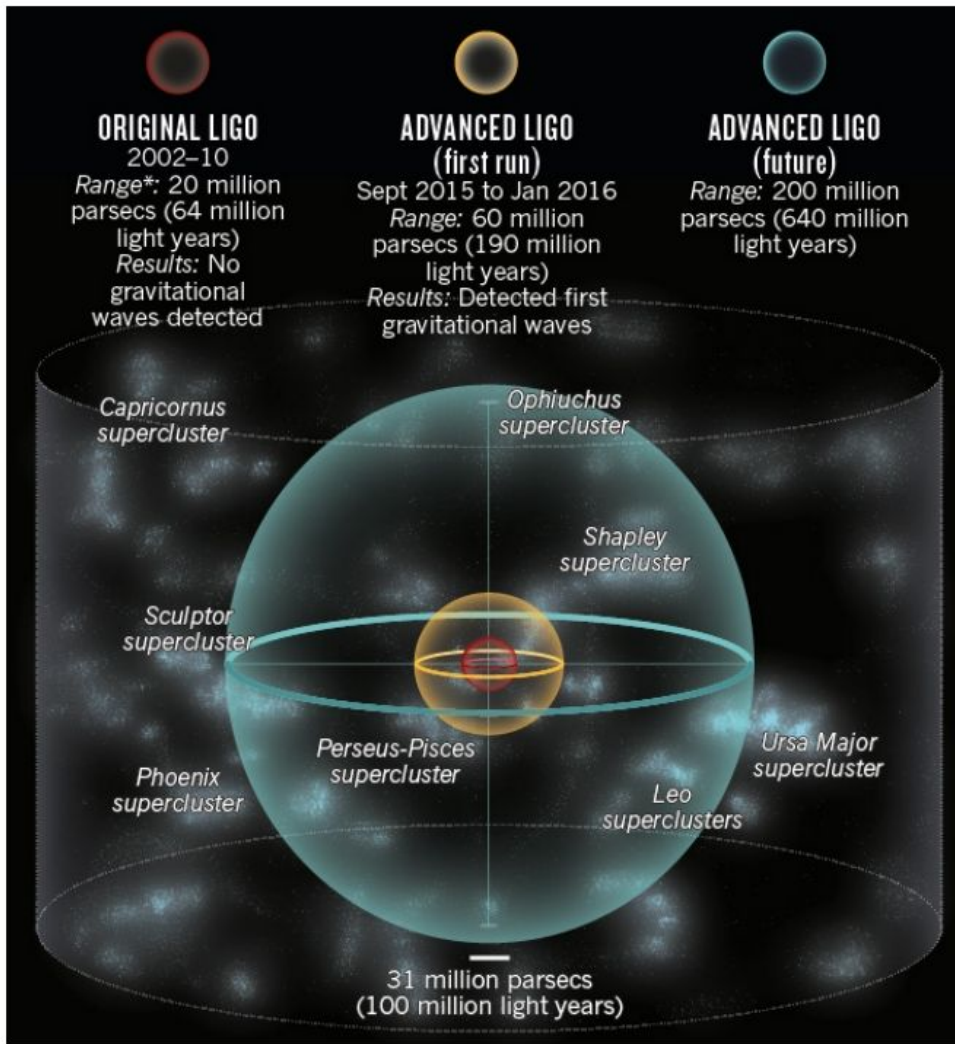 ORIGINAL LIGO
2002–10
Range*: 20 million
parsecs (64 million
light years)
Results: No
gravitational
waves detected
ADVANCED LIGO
(first run)
Sept 2015 to Jan 2016
Range: 60 million
parsecs (190 million
light years)
Results: Detected first
gravitational waves
ADVANCED LIGO
(future)
Range: 200 million
parsecs (640 million
light years)
Capricornus
supercluster
Ophiuchus
supercluster
Shapley
supercluster
Sculptor
supercluster
Perseus-Pisces
supercluster
Ursa Major
supercluster
Phoenix
supercluster
Leo
superclusters
31 million parsecs
(100 million light years)